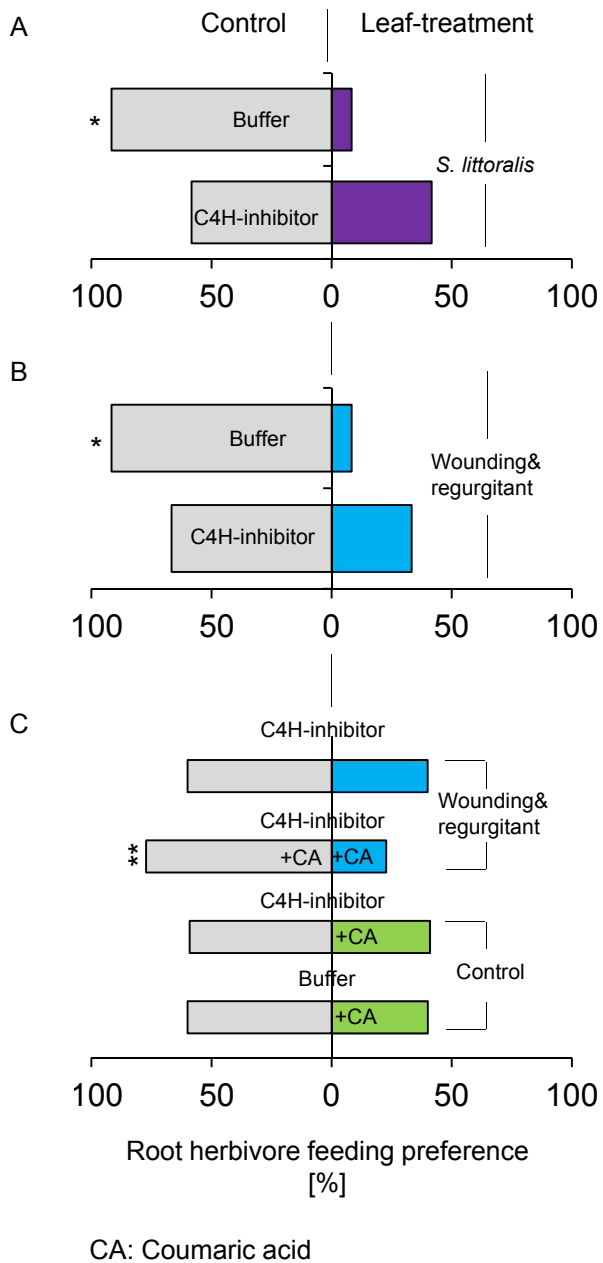 A
Control
Leaf-treatment
Buffer
*
S. littoralis
C4H-inhibitor
100 50 0 50 100
B
Buffer
*
Wounding&
regurgitant
C4H-inhibitor
100 50 0 50 100
C
C4H-inhibitor
Wounding&
regurgitant
C4H-inhibitor
** +CA +CA
C4H-inhibitor
+CA
Control
Buffer
+CA
100 50 0 50 100
Root herbivore feeding preference
[%]
CA: Coumaric acid